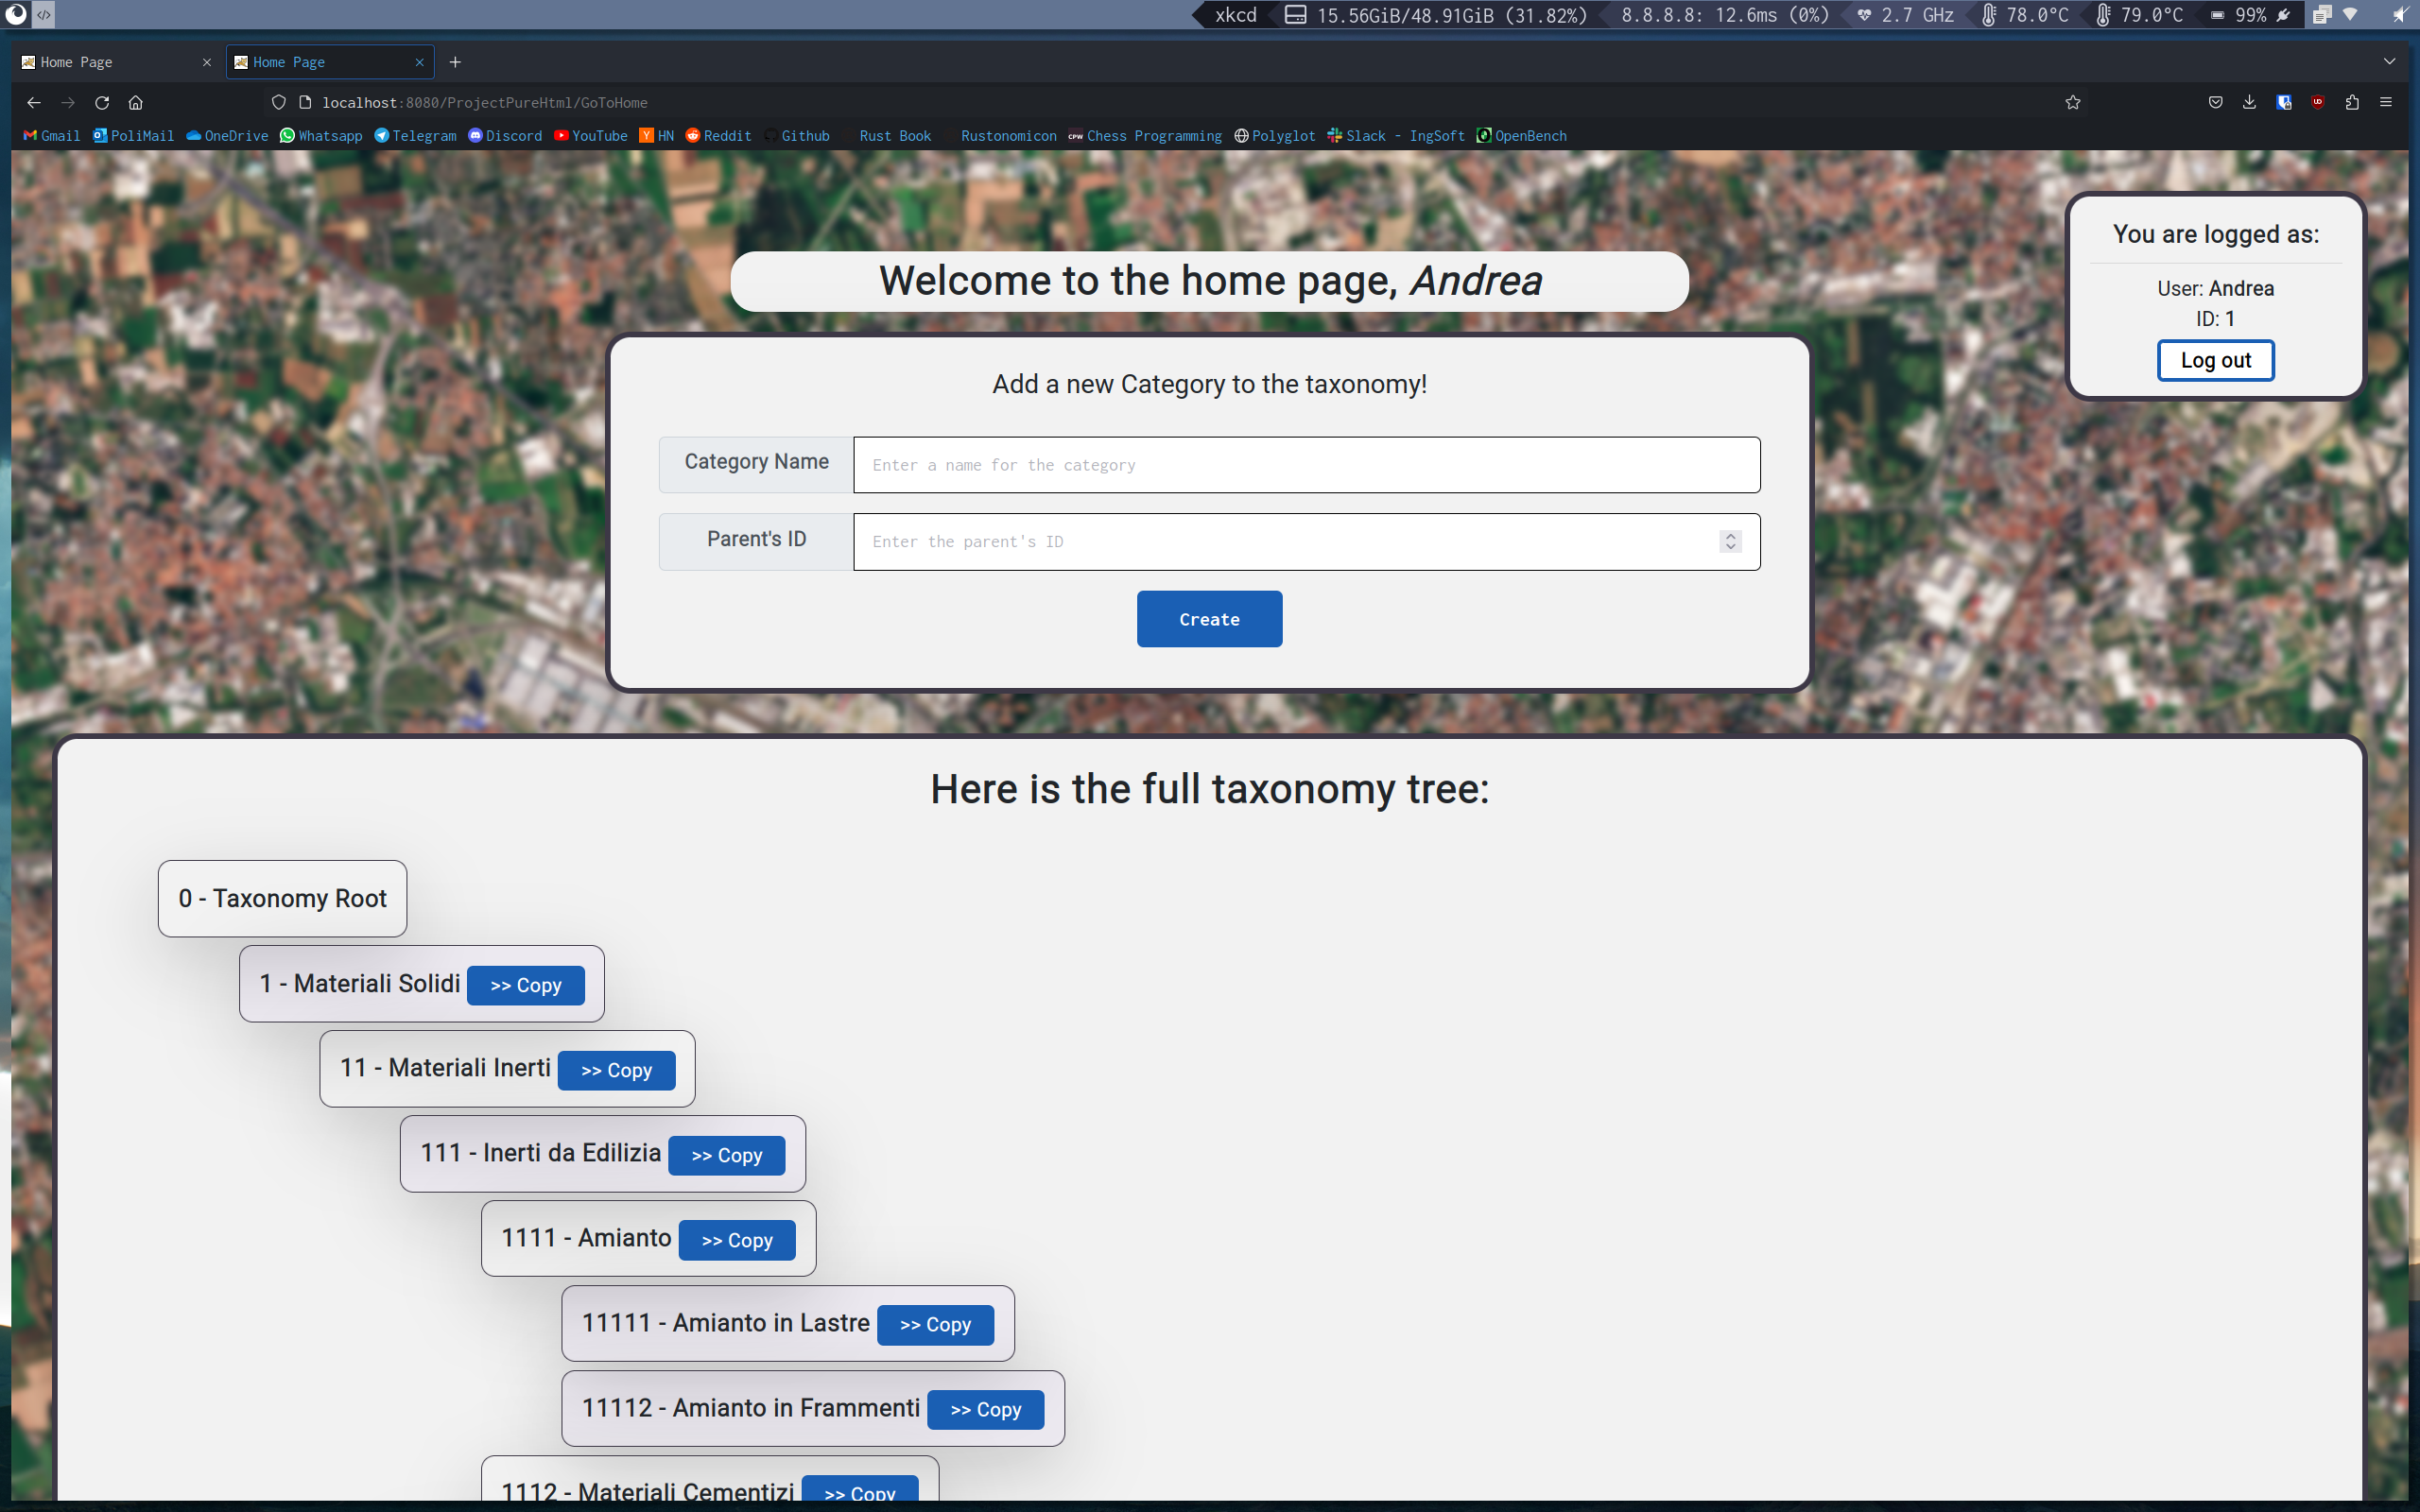 xkcd 15.56GiB/48.91GiB (31.82%) 8.8.8.8: 12.6ms (0%) 2.7 GHz 78.0°C 79.0°C 99%
Home Page Home Page
localhost:8080/ProjectPureHtml/GoToHome
Gmail PoliMail OneDrive Whatsapp Telegram Discord YouTube HN Reddit Github Rust Book Rustonomicon CPW Chess Programming Polyglot Slack - IngSoft OpenBench
You are logged as:
User: Andrea
ID: 1
Log out
Welcome to the home page, Andrea
Add a new Category to the taxonomy!
Category Name Enter a name for the category
Parent's ID Enter the parent's ID
Create
Here is the full taxonomy tree:
0 - Taxonomy Root
1 - Materiali Solidi >> Copy
11 - Materiali Inerti >> Copy
111 - Inerti da Edilizia >> Copy
1111 - Amianto >> Copy
11111 - Amianto in Lastre >> Copy
11112 - Amianto in Frammenti >> Copy
1112 - Materiali Cementizi >> Copy